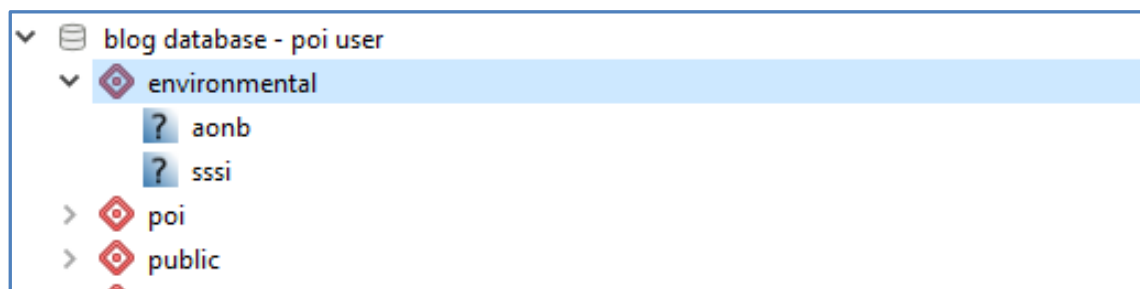 blog database - poi user
environmental
? aonb
? sssi
poi
public